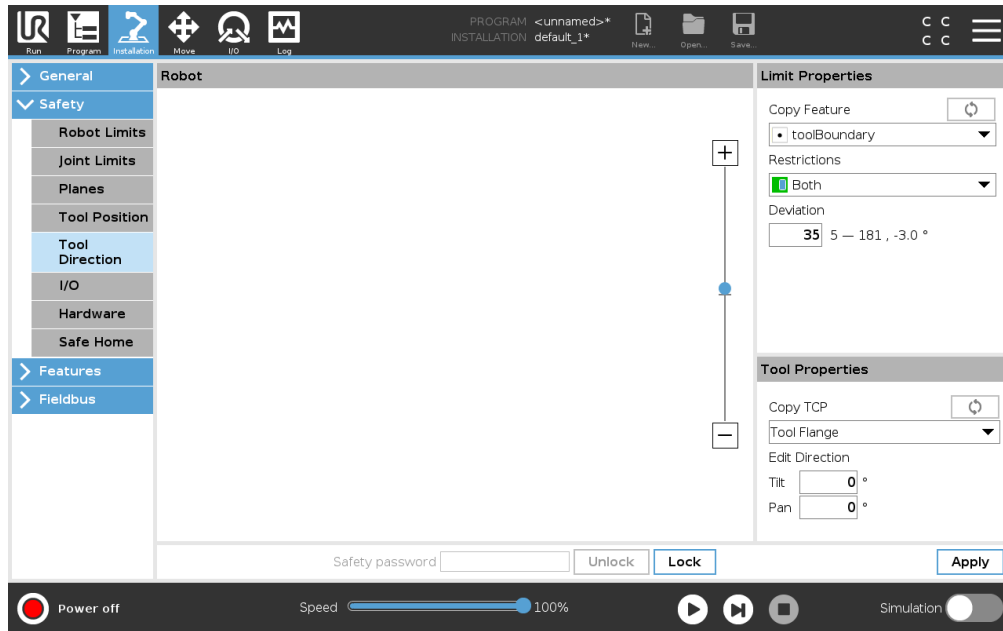 PROGRAM <unnamed>*
INSTALLATION default_1*
Run
Program
Installation
Move
I/O
Log
New...
Open...
Save...
C C
C C
General
Safety
Robot Limits
Joint Limits
Planes
Tool Position
Tool
Direction
I/O
Hardware
Safe Home
Features
Fieldbus
Robot
Limit Properties
Copy Feature
toolBoundary
Restrictions
Both
Deviation
35 5 — 181 , -3.0 °
Tool Properties
Copy TCP
Tool Flange
Edit Direction
Tilt 0 °
Pan 0 °
Safety password
Unlock
Lock
Apply
Power off
Speed
100%
Simulation